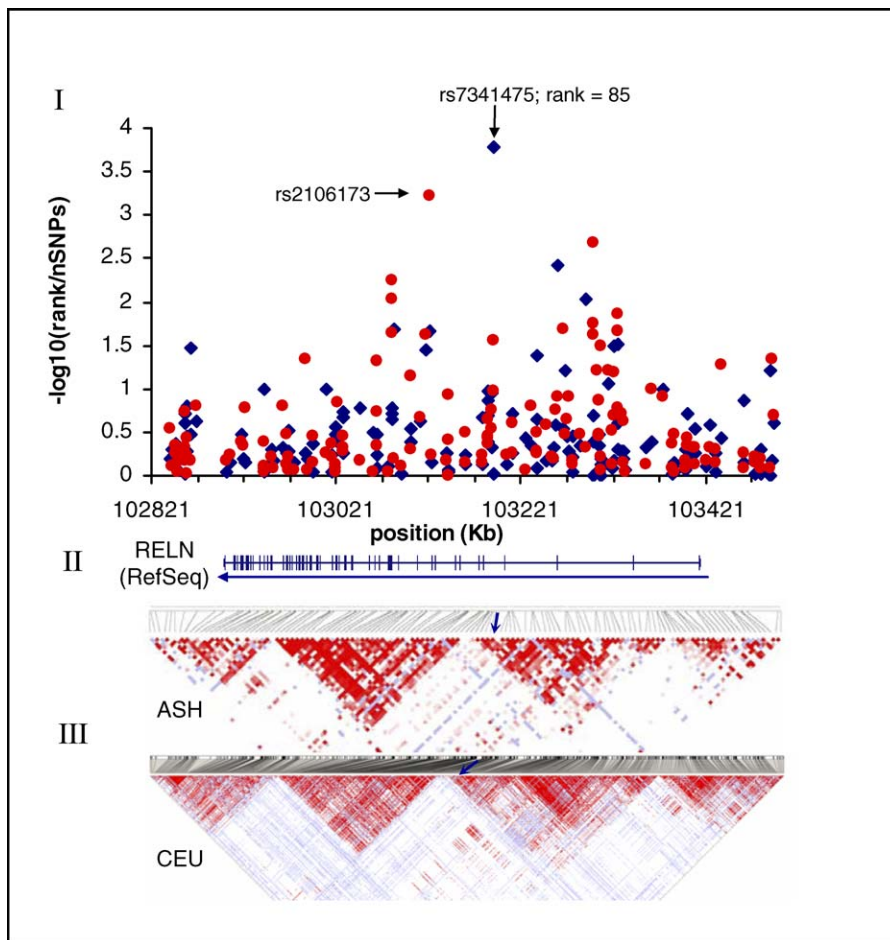 I
rs7341475; rank = 85
rs2106173
-log10(rank/nSNPs)
4
3.5
3
2.5
2
1.5
1
0.5
0
102821 103021 103221 103421
position (Kb)
II
RELN
(RefSeq)
III
ASH
CEU